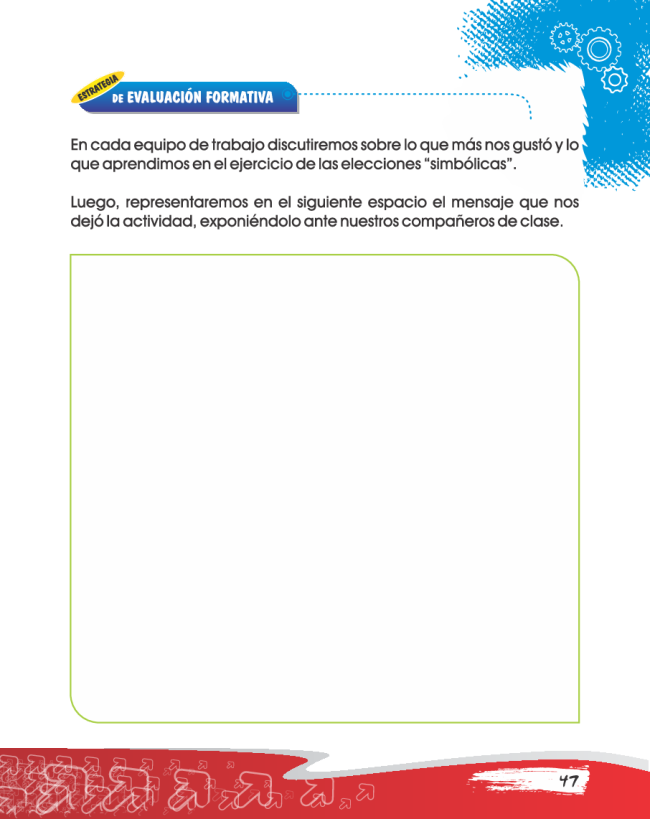 ESTRATEGIA
DE EVALUACIÓN FORMATIVA
En cada equipo de trabajo discutiremos sobre lo que más nos gustó y lo
que aprendimos en el ejercicio de las elecciones “simbólicas”.
Luego, representaremos en el siguiente espacio el mensaje que nos
dejó la actividad, exponiéndolo ante nuestros compañeros de clase.
47